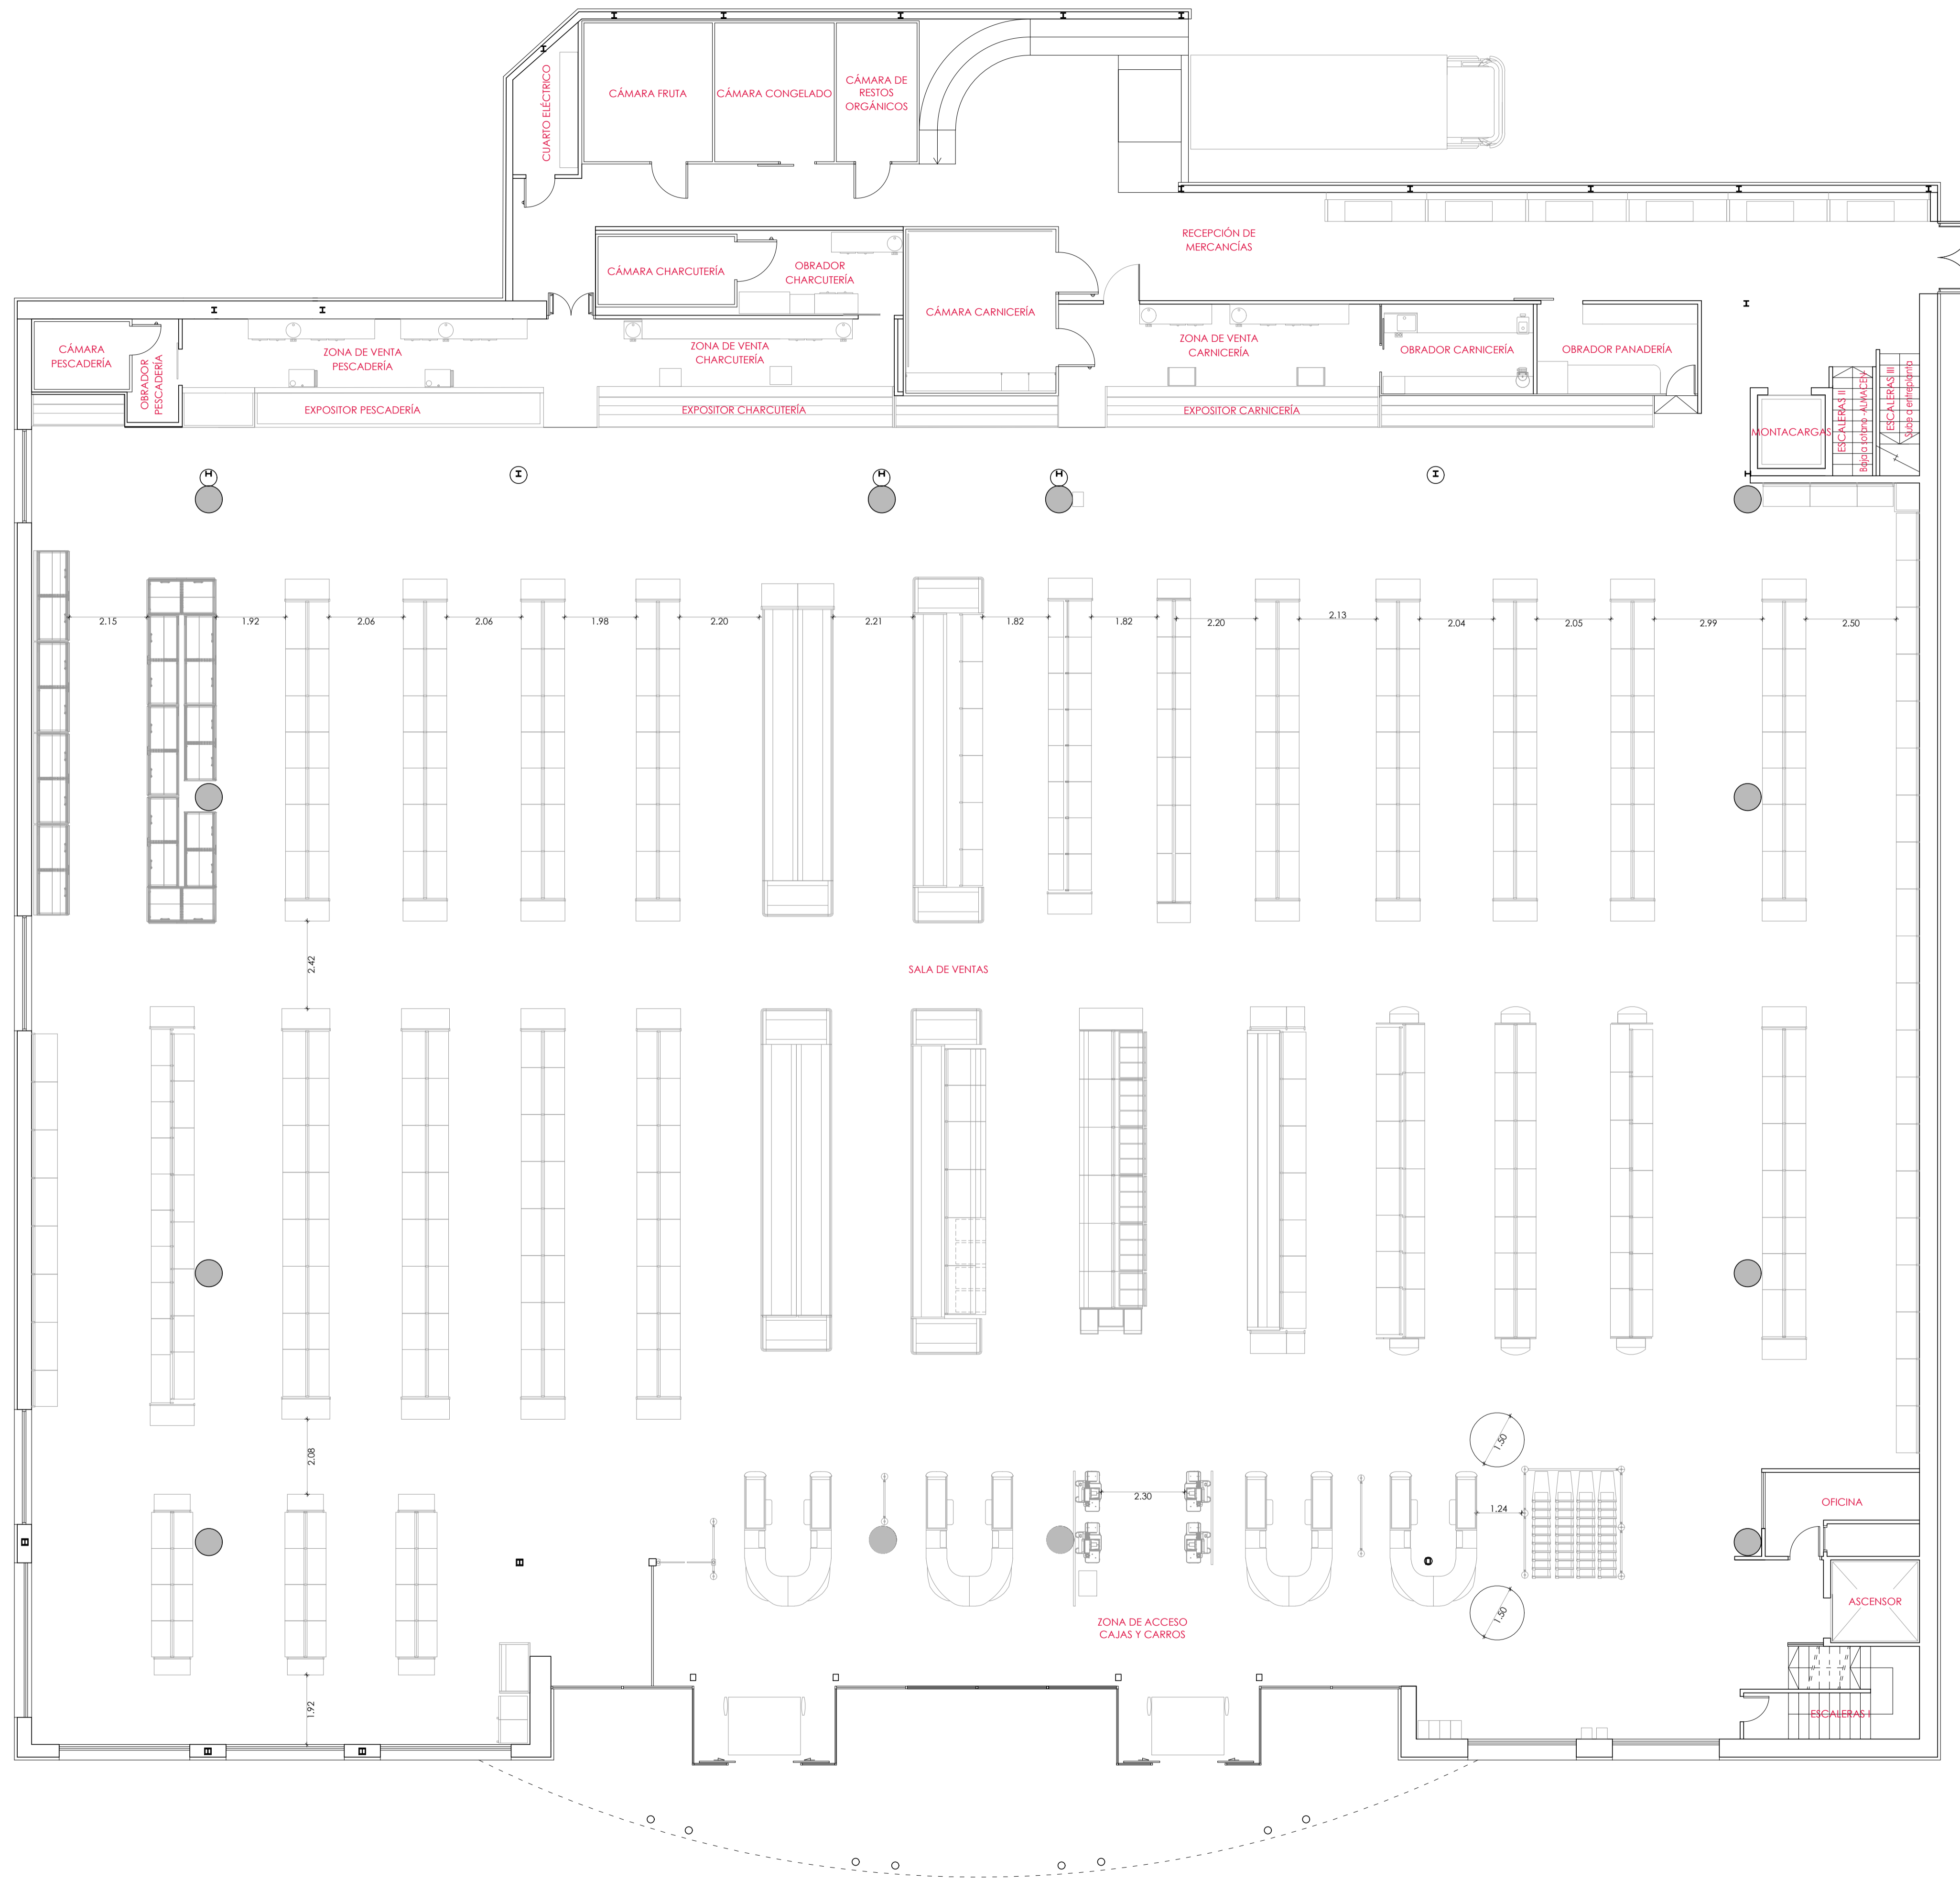 CUARTO ELÉCTRICO
CÁMARA FRUTA
CÁMARA CONGELADO
CÁMARA DE
RESTOS
ORGÁNICOS
RECEPCIÓN DE
MERCANCÍAS
CÁMARA CHARCUTERÍA
OBRADOR
CHARCUTERÍA
CÁMARA CARNICERÍA
CÁMARA
PESCADERÍA
OBRADOR
PESCADERÍA
ZONA DE VENTA
PESCADERÍA
ZONA DE VENTA
CHARCUTERÍA
ZONA DE VENTA
CARNICERÍA
OBRADOR CARNICERÍA
OBRADOR PANADERÍA
EXPOSITOR PESCADERÍA
EXPOSITOR CHARCUTERÍA
EXPOSITOR CARNICERÍA
MONTACARGAS
ESCALERAS II
Baja a sotano -ALMACEN
ESCALERAS III
Sube a entreplanta
2.15
1.92
2.06
2.06
1.98
2.20
2.21
1.82
1.82
2.20
2.13
2.04
2.05
2.99
2.50
2.42
SALA DE VENTAS
2.08
1.50
2.30
1.24
OFICINA
1.50
ASCENSOR
ZONA DE ACCESO
CAJAS Y CARROS
1.92
ESCALERAS I